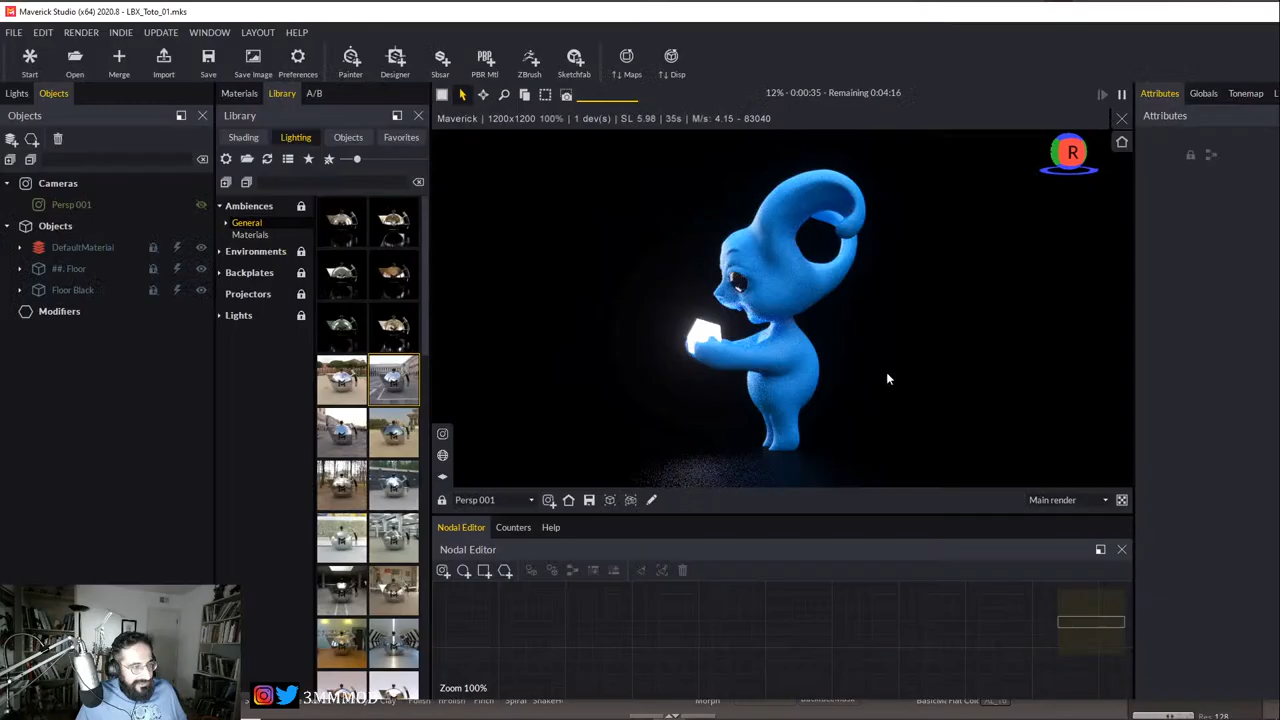 Maverick Studio (x64) 2020.8 - LBX_Toto_01.mks
FILE EDIT RENDER INDIE UPDATE WINDOW LAYOUT HELP
Start Open Merge Import Save Save Image Preferences Painter Designer Sbsar PBR Mtl ZBrush Sketchfab ↑↓ Maps ↑↓ Disp
Lights Objects
Materials Library A/B
12% - 0:00:35 - Remaining 0:04:16
Attributes Globals Tonemap L
Objects
Library
Maverick | 1200x1200 100% | 1 dev(s) | SL 5.98 | 35s | M/s: 4.15 - 83040
Attributes
Shading Lighting Objects Favorites
R
Cameras
Persp 001
Objects
DefaultMaterial
##. Floor
Floor Black
Modifiers
Ambiences
General
Materials
Environments
Backplates
Projectors
Lights
Persp 001
Main render
Nodal Editor Counters Help
Nodal Editor
Zoom 100%
3MMMOD
Morph
Res: 128